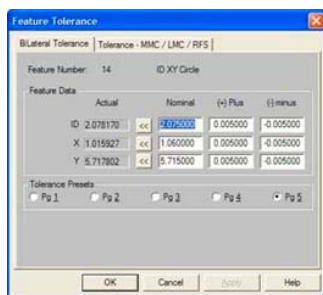 Feature Tolerance
BiLateral Tolerance Tolerance - MMC / LMC / RFS
Feature Number: 14 ID XY Circle
Feature Data
Actual Nominal (+) Plus (-) minus
ID 2.078170 << 2.075000 0.005000 -0.005000
X 1.015927 << 1.060000 0.005000 -0.005000
Y 5.717802 << 5.715000 0.005000 -0.005000
Tolerance Presets
Pg 1 Pg 2 Pg 3 Pg 4 Pg 5
OK Cancel Apply Help